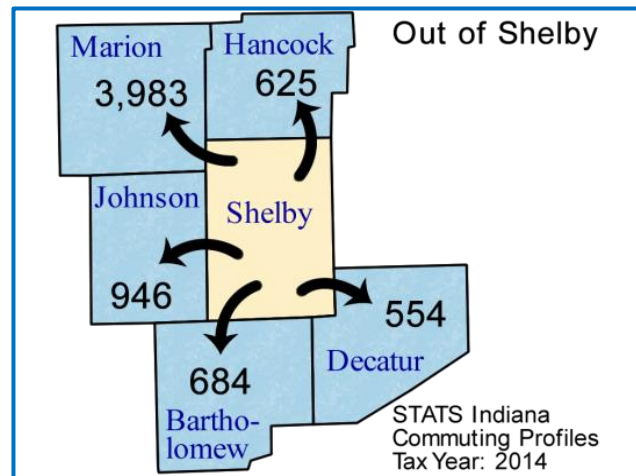 Out of Shelby
Marion
3,983
Hancock
625
Johnson
946
Shelby
554
Decatur
684
Bartho-
lomew
STATS Indiana
Commuting Profiles
Tax Year: 2014